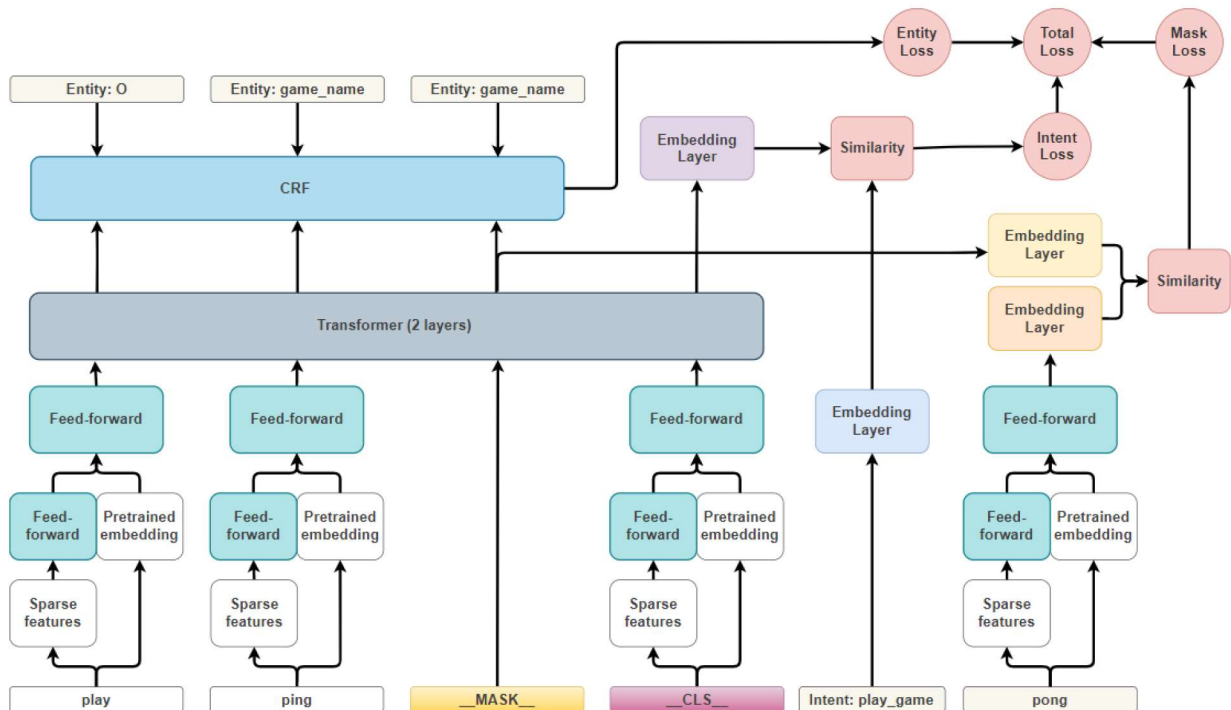 Entity
Loss
Total
Loss
Mask
Loss
Entity: O
Entity: game_name
Entity: game_name
Embedding
Layer
Similarity
Intent
Loss
CRF
Embedding
Layer
Similarity
Transformer (2 layers)
Embedding
Layer
Feed-forward
Feed-forward
Feed-forward
Embedding
Layer
Feed-forward
Feed-
forward
Pretrained
embedding
Feed-
forward
Pretrained
embedding
Feed-
forward
Pretrained
embedding
Feed-
forward
Pretrained
embedding
Sparse
features
Sparse
features
Sparse
features
Sparse
features
play
ping
__MASK__
__CLS__
Intent: play_game
pong